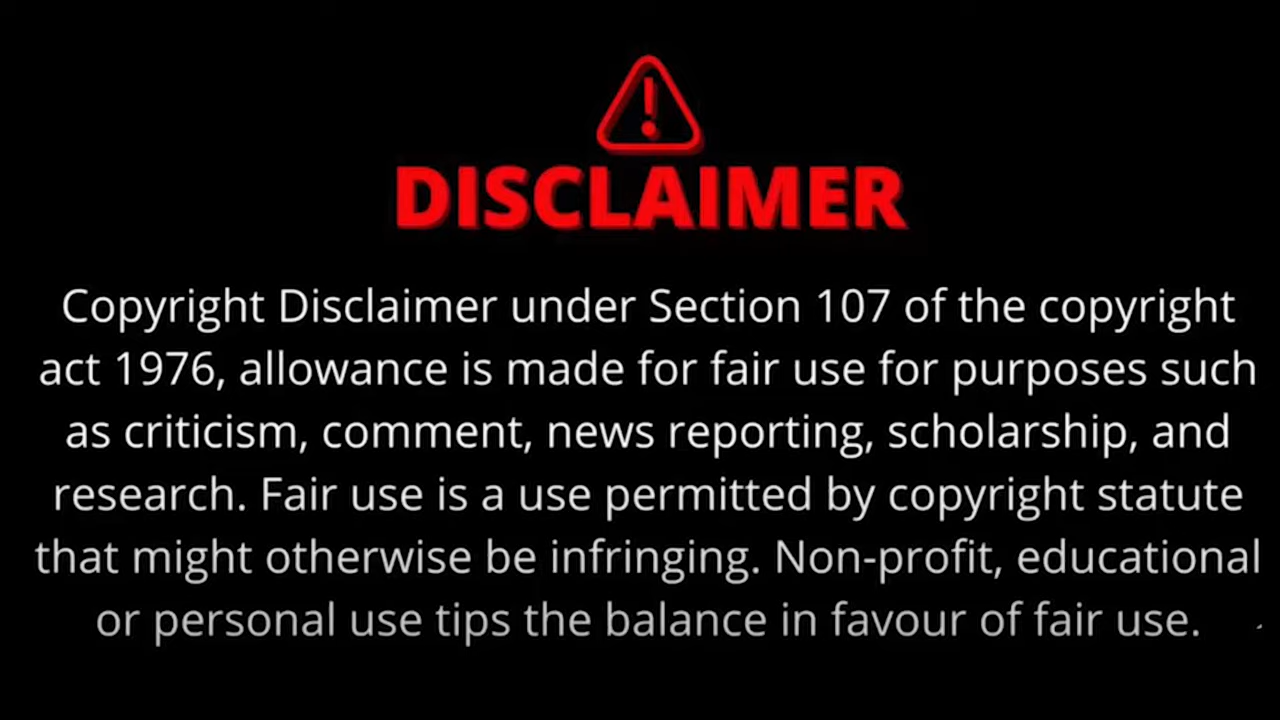 DISCLAIMER
Copyright Disclaimer under Section 107 of the copyright
act 1976, allowance is made for fair use for purposes such
as criticism, comment, news reporting, scholarship, and
research. Fair use is a use permitted by copyright statute
that might otherwise be infringing. Non-profit, educational
or personal use tips the balance in favour of fair use.